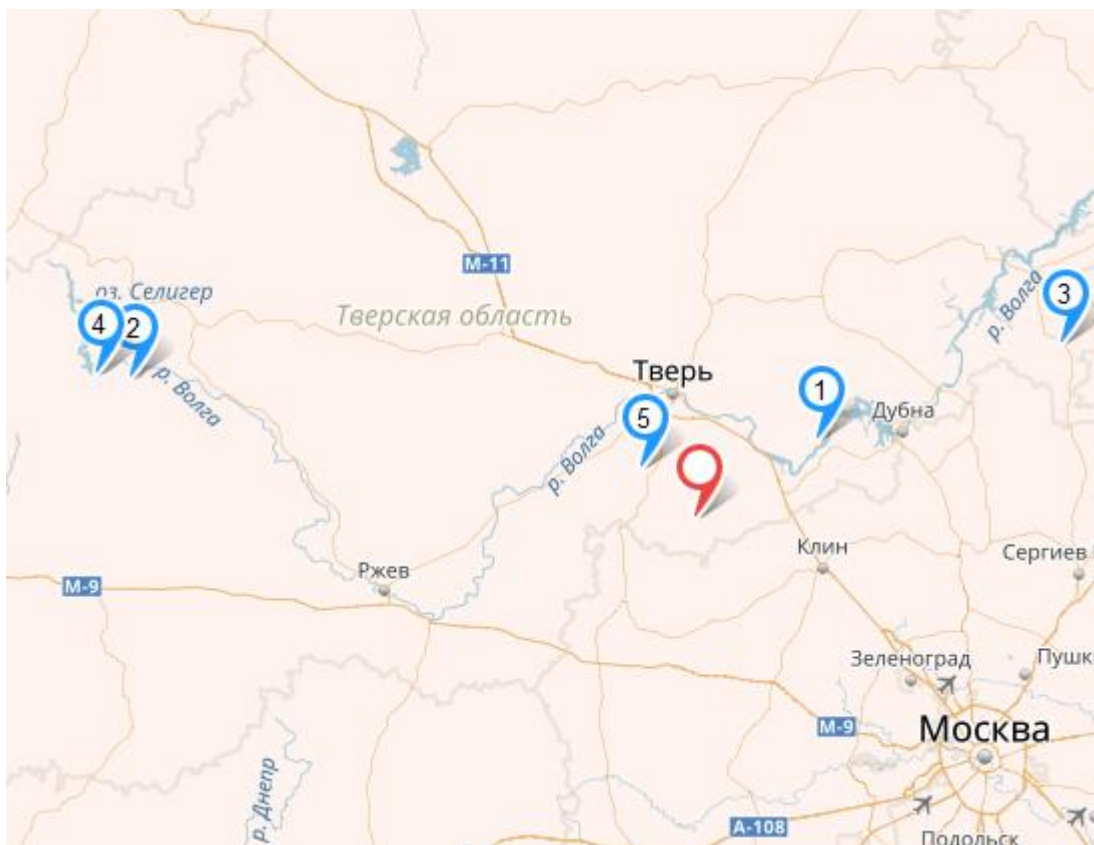 М-11
оз. Селигер
р. Волга
3
Тверская область
4
2
Тверь
1
р. Волга
5
Дубна
р. Волга
Клин
Сергиев
Ржев
М-9
Зеленоград
Пушк
М-9
Москва
р. Днепр
А-108
Подольск